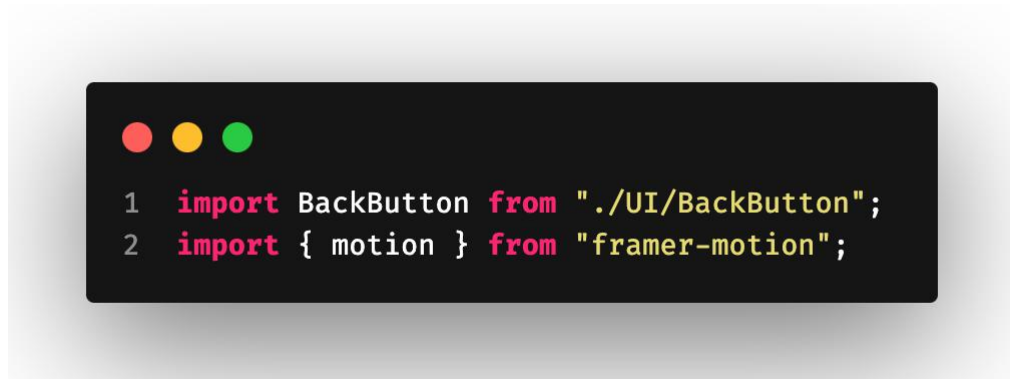 1 import BackButton from "./UI/BackButton";
2 import { motion } from "framer-motion";